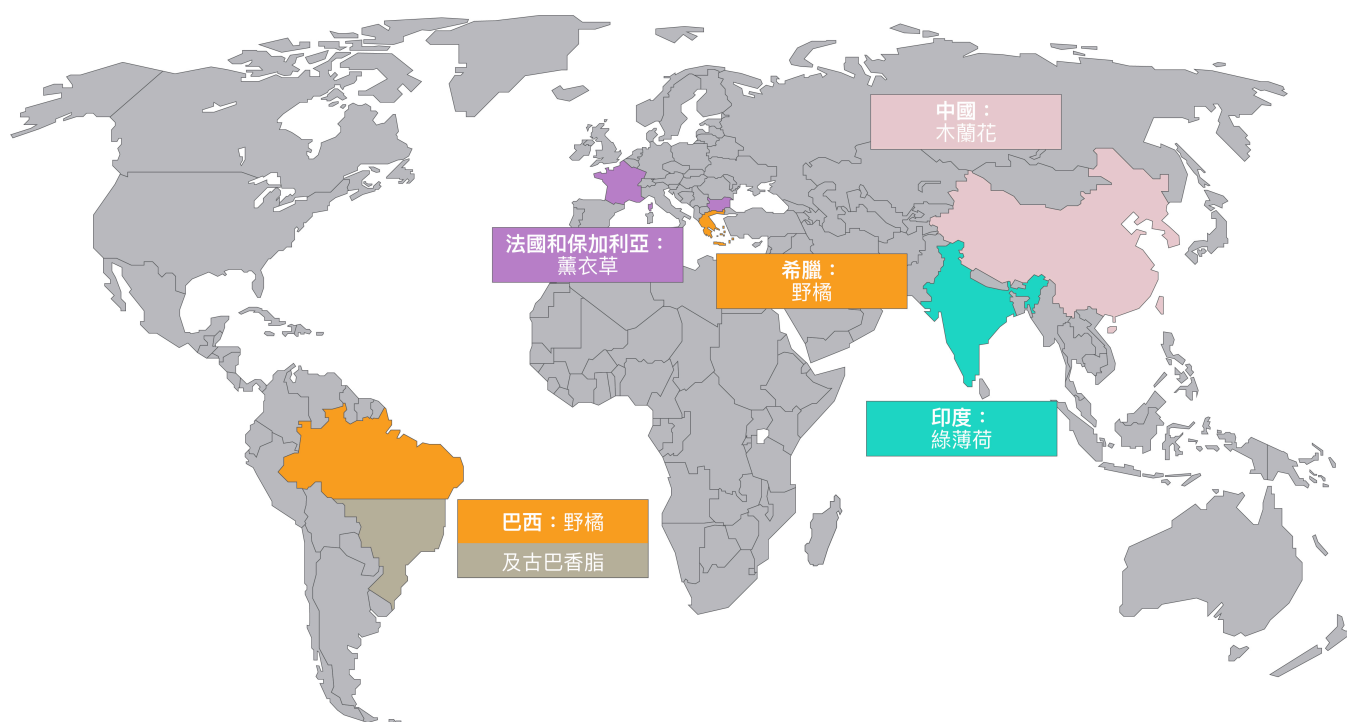 中國：
木蘭花
法國和保加利亞：
薰衣草
希臘：
野橘
印度：
綠薄荷
巴西：野橘
及古巴香脂